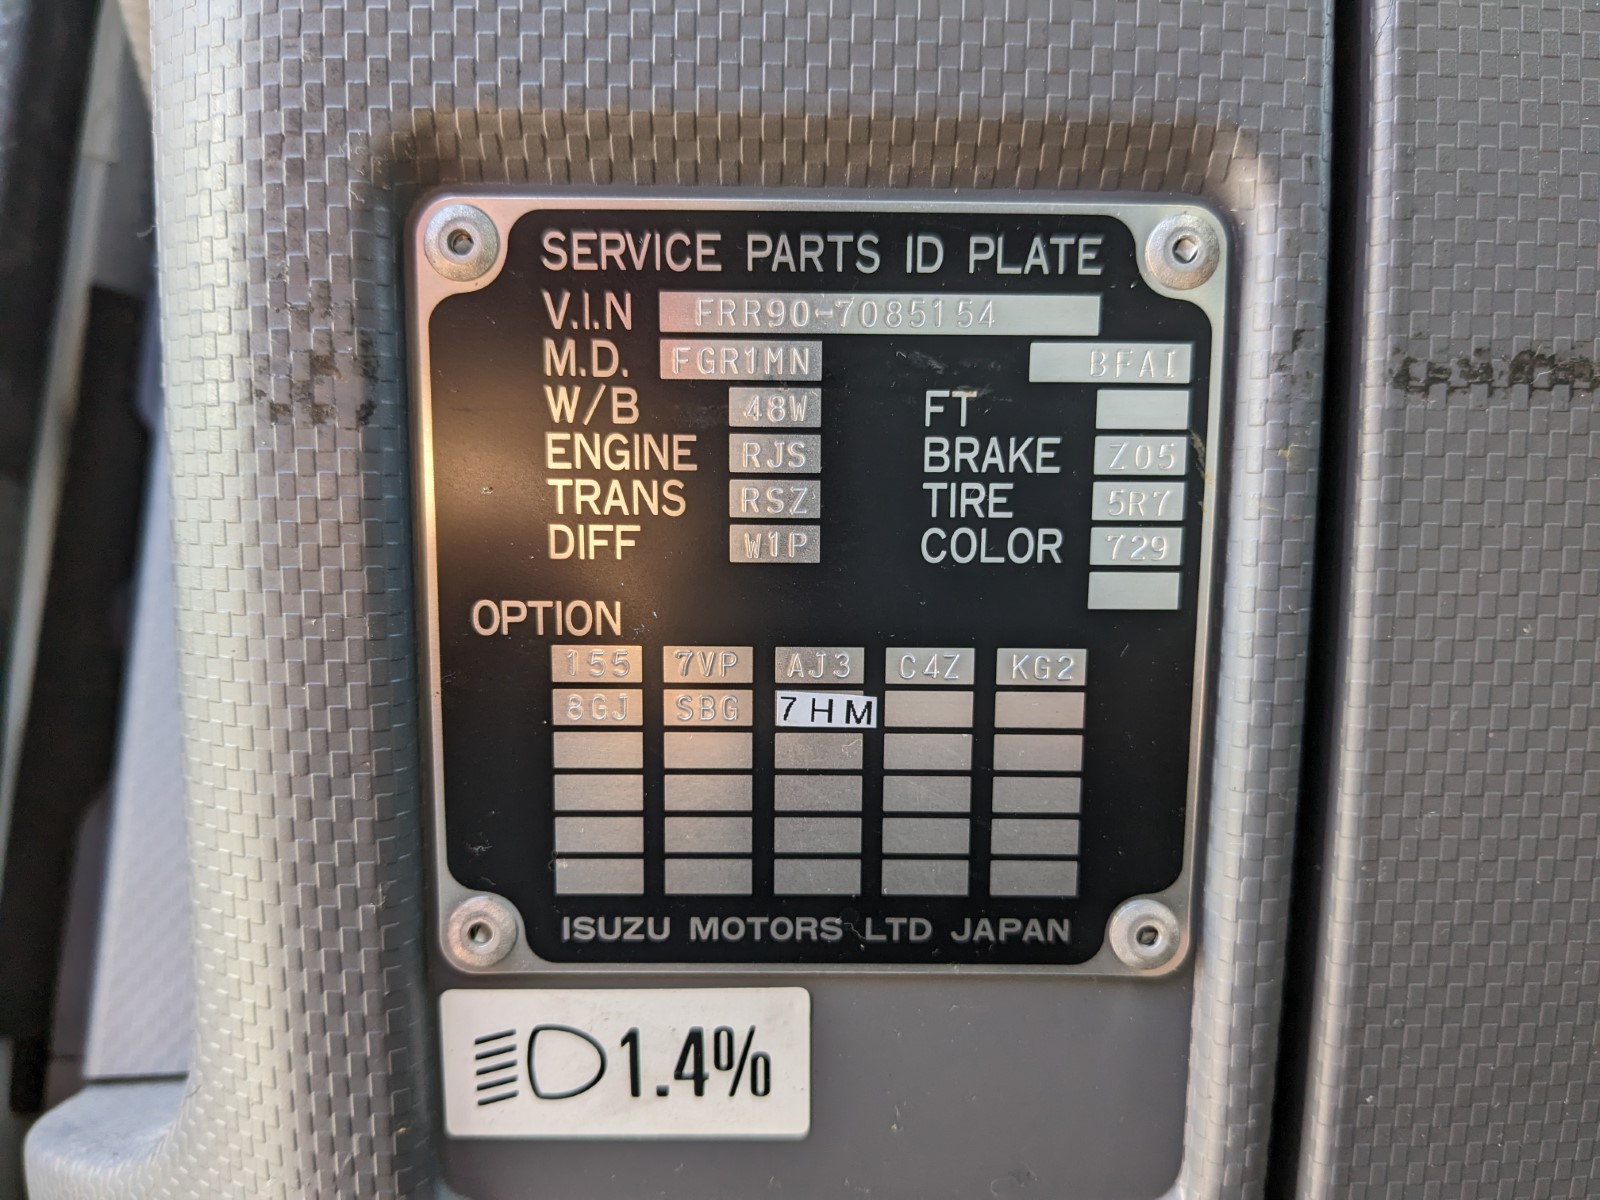 SERVICE PARTS ID PLATE
V.I.N FRR90-7085154
M.D. FGR1MN BFAI
W/B 48W FT
ENGINE RJS BRAKE Z05
TRANS RSZ TIRE 5R7
DIFF W1P COLOR 729
OPTION
155 7VP AJ3 C4Z KG2
8GJ SBG 7HM
ISUZU MOTORS LTD JAPAN
1.4%